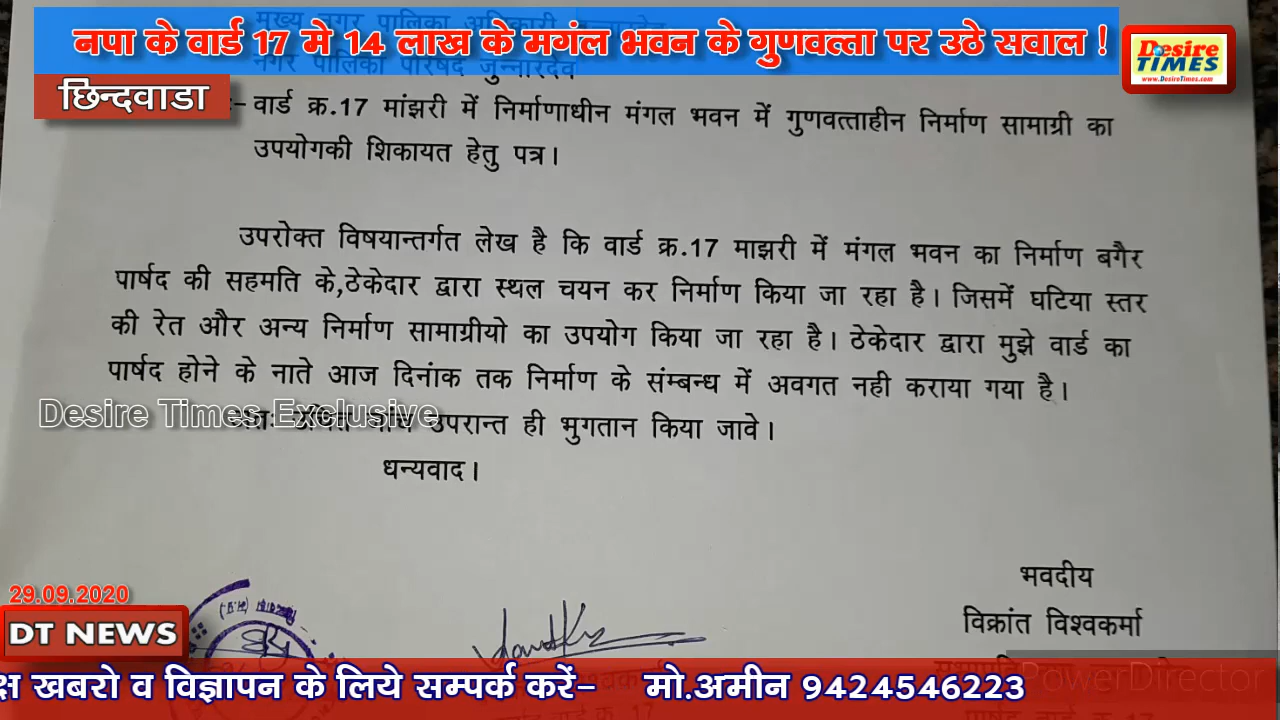 मुख्य नगर पालिका अधिकारी
नपा के वार्ड 17 मे 14 लाख के मगंल भवन के गुणवत्ता पर उठे सवाल !
Desire
TIMES
www.DesireTimes.com
नगर पालिका परिषद जुन्नारदेव
छिन्दवाडा
:- वार्ड क्र.17 मांझरी में निर्माणाधीन मंगल भवन में गुणवत्ताहीन निर्माण सामाग्री का
उपयोगकी शिकायत हेतु पत्र।
उपरोक्त विषयान्तर्गत लेख है कि वार्ड क्र.17 माझरी में मंगल भवन का निर्माण बगैर
पार्षद की सहमति के,ठेकेदार द्वारा स्थल चयन कर निर्माण किया जा रहा है। जिसमें घटिया स्तर
की रेत और अन्य निर्माण सामाग्रीयो का उपयोग किया जा रहा है। ठेकेदार द्वारा मुझे वार्ड का
पार्षद होने के नाते आज दिनांक तक निर्माण के संम्बन्ध में अवगत नही कराया गया है।
Desire Times Exclusive
उपरान्त ही भुगतान किया जावे।
धन्यवाद।
भवदीय
29.09.2020
विक्रांत विश्वकर्मा
DT NEWS
PowerDirector
खबरो व विज्ञापन के लिये सम्पर्क करें- मो.अमीन 9424546223
वार्ड क्र. 17